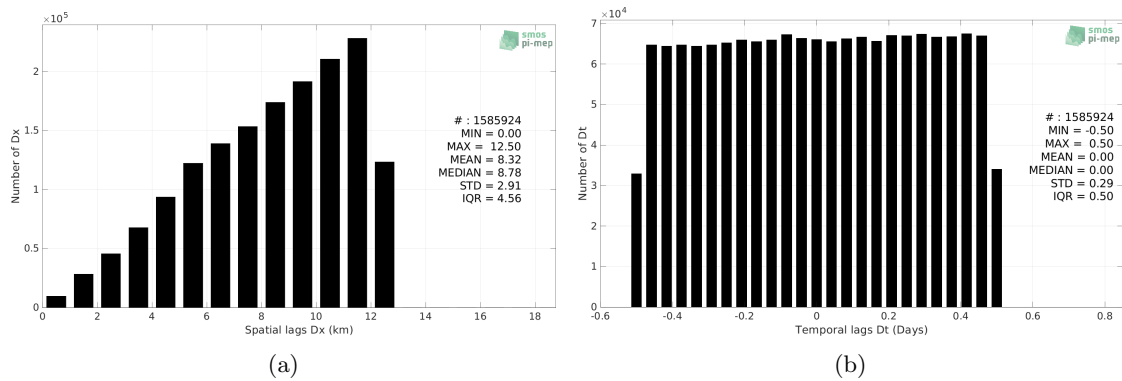 ×10⁵
smos
pi-mep
2
1.5
1
0.5
0
Number of Dx
# : 1585924
MIN = 0.00
MAX = 12.50
MEAN = 8.32
MEDIAN = 8.78
STD = 2.91
IQR = 4.56
0 2 4 6 8 10 12 14 16 18
Spatial lags Dx (km)
(a)
×10⁴
smos
pi-mep
7
6
5
4
3
2
1
0
Number of Dt
# : 1585924
MIN = -0.50
MAX = 0.50
MEAN = 0.00
MEDIAN = 0.00
STD = 0.29
IQR = 0.50
-0.6 -0.4 -0.2 0 0.2 0.4 0.6 0.8
Temporal lags Dt (Days)
(b)